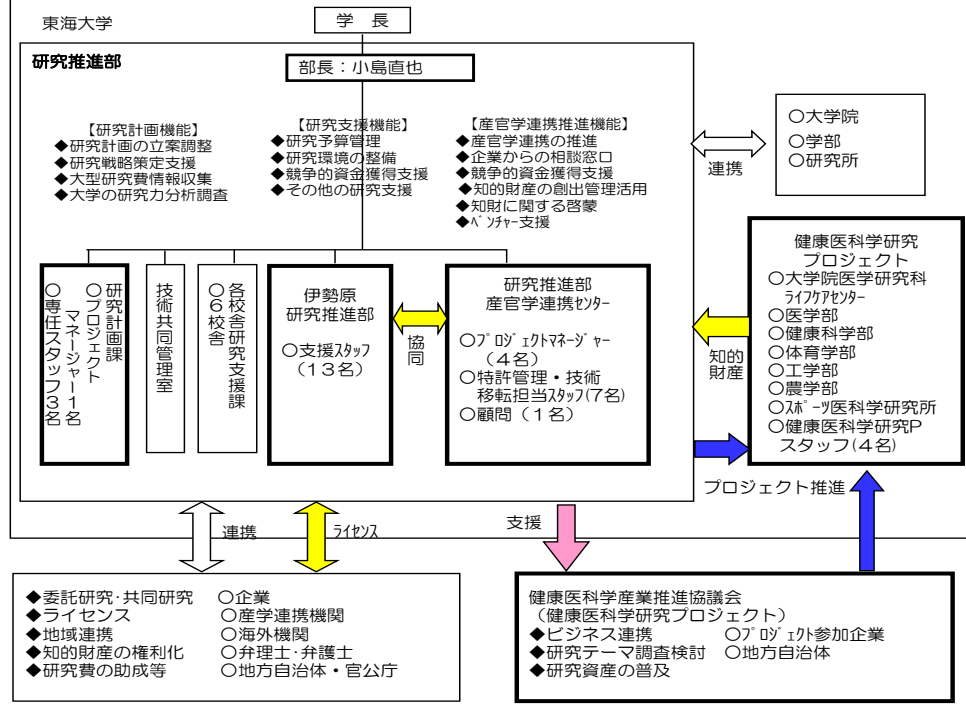 東海大学
学 長
研究推進部
部長：小島直也
【研究計画機能】
◆研究計画の立案調整
◆研究戦略策定支援
◆大型研究費情報収集
◆大学の研究力分析調査
【研究支援機能】
◆研究予算管理
◆研究環境の整備
◆競争的資金獲得支援
◆その他の研究支援
【産官学連携推進機能】
◆産官学連携の推進
◆企業からの相談窓口
◆競争的資金獲得支援
◆知的財産の創出管理活用
◆知財に関する啓蒙
◆ﾍﾞﾝﾁｬｰ支援
連携
○大学院
○学部
○研究所
研究計画課
○プロジェクト
マネージャー１名
○専任スタッフ３名
技術共同管理室
各校舎研究支援課
○６校舎
伊勢原
研究推進部
○支援ｽﾀｯﾌ
（１３名）
協同
研究推進部
産官学連携ｾﾝﾀｰ
○ﾌﾟﾛｼﾞｪｸﾄﾏﾈｰｼﾞｬｰ
（４名）
○特許管理・技術
移転担当ｽﾀｯﾌ(７名)
○顧問（１名）
知的
財産
健康医科学研究
プロジェクト
○大学院医学研究科
ﾗｲﾌｹｱｾﾝﾀｰ
○医学部
○健康科学部
○体育学部
○工学部
○農学部
○ｽﾎﾟｰﾂ医科学研究所
○健康医科学研究P
スタッフ(４名)
プロジェクト推進
連携
ﾗｲｾﾝｽ
支援
◆委託研究･共同研究 ○企業
◆ライセンス ○産学連携機関
◆地域連携 ○海外機関
◆知的財産の権利化 ○弁理士･弁護士
◆研究費の助成等 ○地方自治体・官公庁
健康医科学産業推進協議会
（健康医科学研究プロジェクト）
◆ビジネス連携 ○ﾌﾟﾛｼﾞｪｸﾄ参加企業
◆研究テーマ調査検討 ○地方自治体
◆研究資産の普及